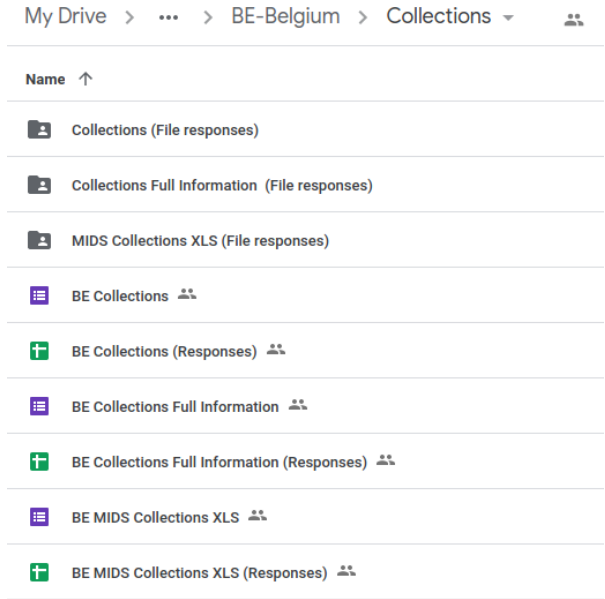 My Drive > ... > BE-Belgium > Collections
Name ↑
Collections (File responses)
Collections Full Information (File responses)
MIDS Collections XLS (File responses)
BE Collections
BE Collections (Responses)
BE Collections Full Information
BE Collections Full Information (Responses)
BE MIDS Collections XLS
BE MIDS Collections XLS (Responses)